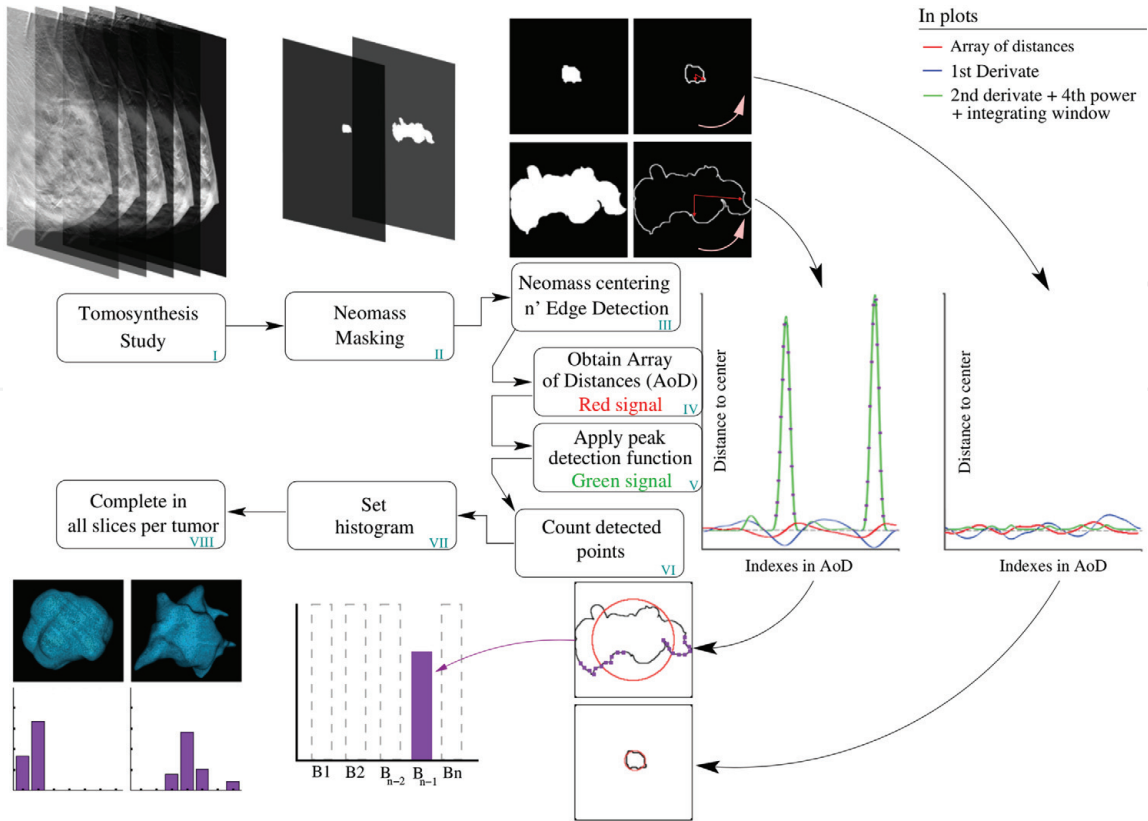 In plots
Array of distances
1st Derivate
2nd derivate + 4th power
+ integrating window
Tomosynthesis
Study
I
Neomass
Masking
II
Neomass centering
n' Edge Detection
III
Obtain Array
of Distances (AoD)
Red signal
IV
Apply peak
detection function
Green signal
V
Count detected
points
VI
Set
histogram
VII
Complete in
all slices per tumor
VIII
Distance to center
Indexes in AoD
Distance to center
Indexes in AoD
B1 B2 Bn−2 Bn−1 Bn